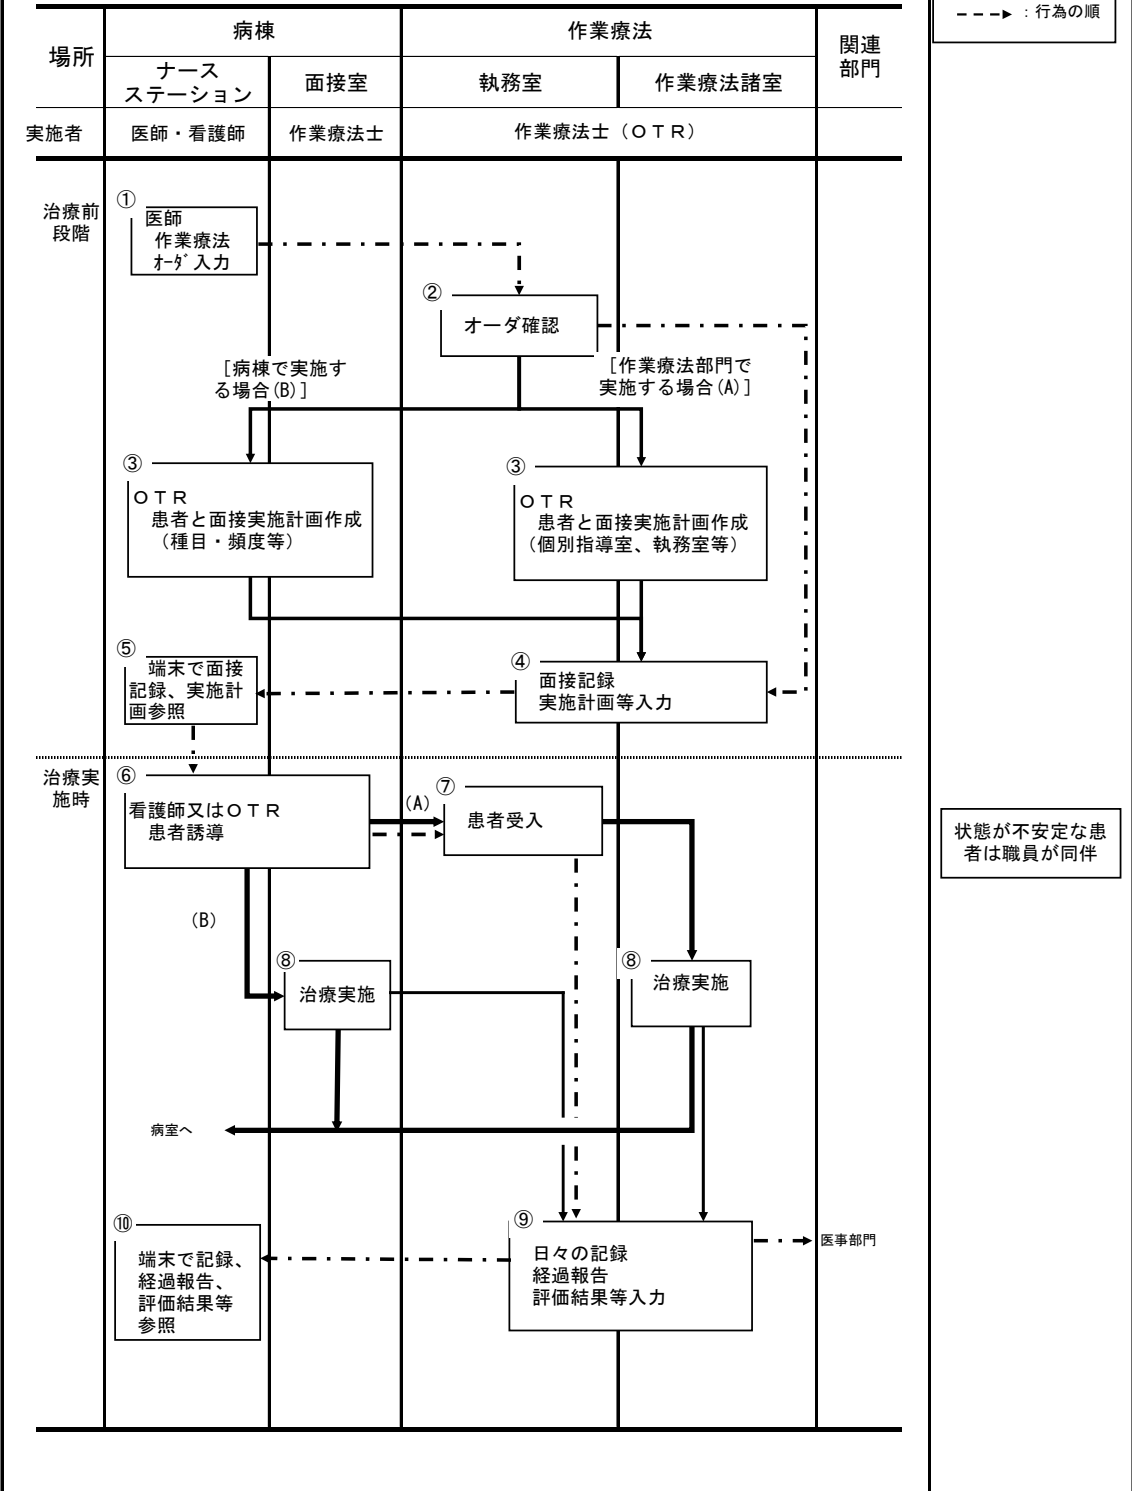 ：行為の順
場所
病棟
作業療法
関連
部門
ナース
ステーション
面接室
執務室
作業療法諸室
実施者
医師・看護師
作業療法士
作業療法士（ＯＴＲ）
治療前
段階
①
医師
作業療法
ｵｰﾀﾞ入力
②
オーダ確認
［病棟で実施す
る場合(B)］
［作業療法部門で
実施する場合(A)］
③
ＯＴＲ
患者と面接実施計画作成
（種目・頻度等）
③
ＯＴＲ
患者と面接実施計画作成
（個別指導室、執務室等）
⑤
端末で面接
記録、実施計
画参照
④
面接記録
実施計画等入力
治療実
施時
⑥
看護師又はＯＴＲ
患者誘導
(A)
⑦
患者受入
状態が不安定な患
者は職員が同伴
(B)
⑧
治療実施
⑧
治療実施
病室へ
⑩
端末で記録、
経過報告、
評価結果等
参照
⑨
日々の記録
経過報告
評価結果等入力
医事部門